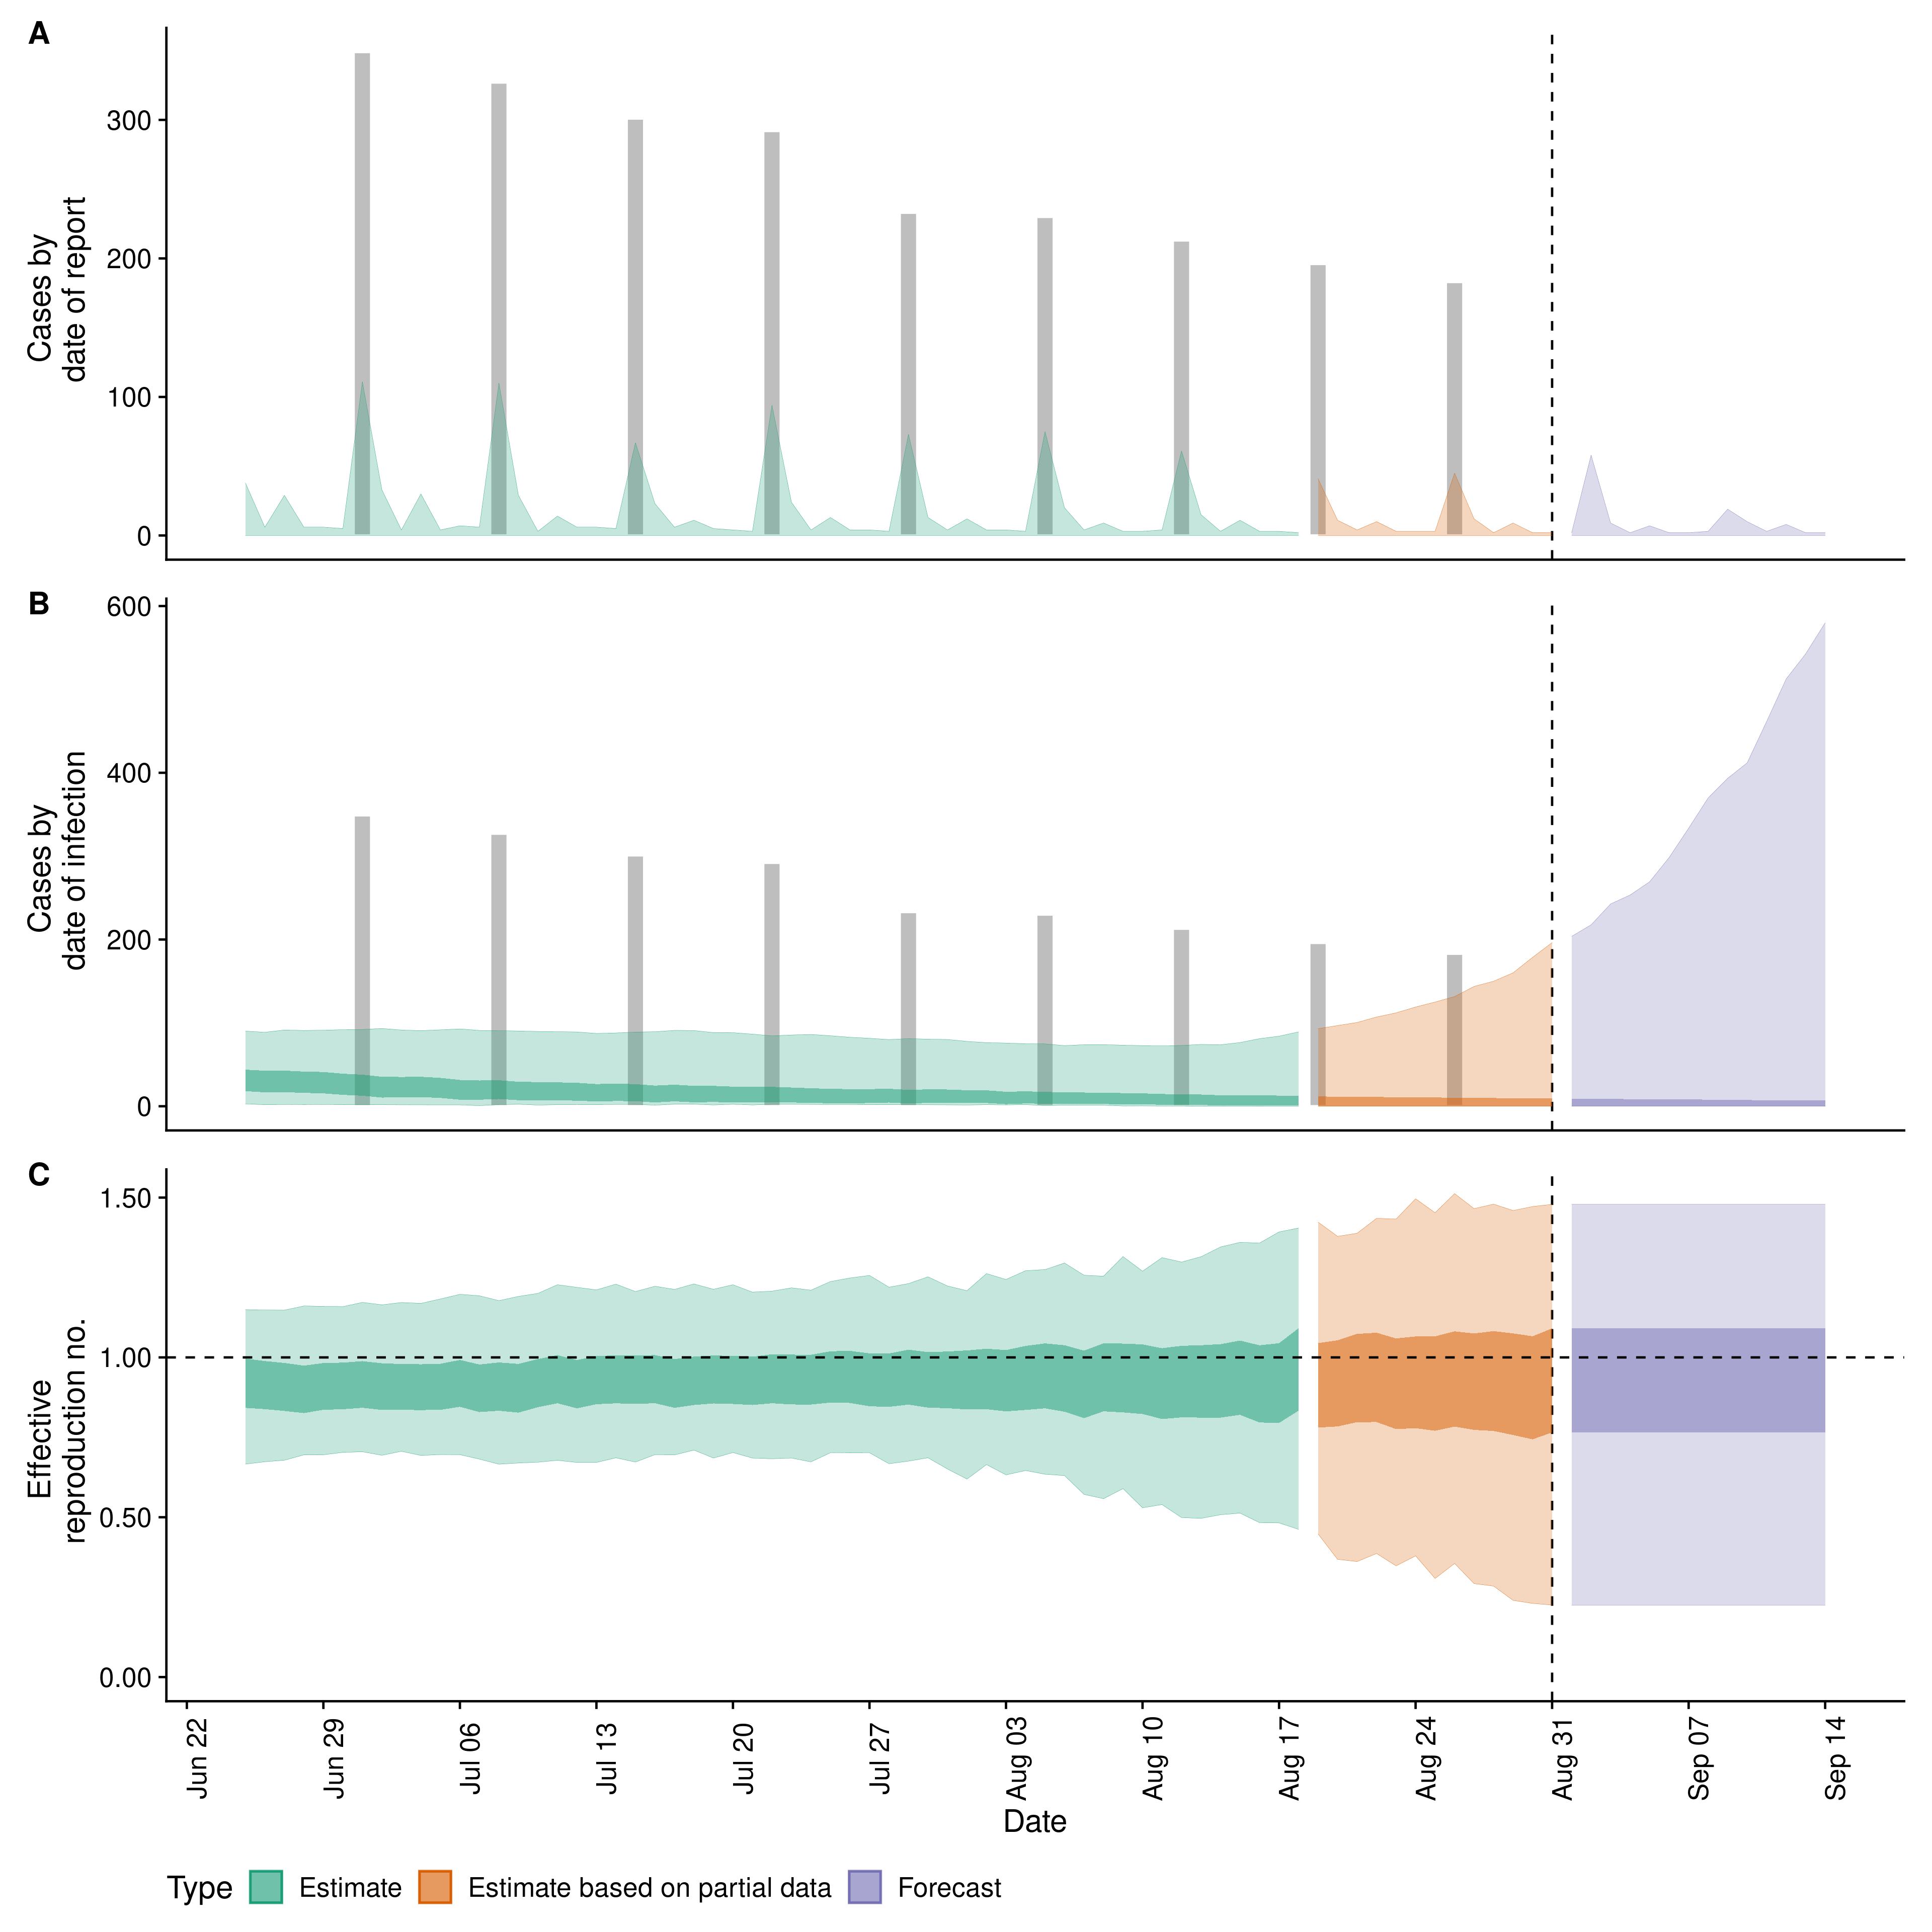 A
Cases by
date of report
300
200
100
0
B
Cases by
date of infection
600
400
200
0
C
Effective
reproduction no.
1.50
1.00
0.50
0.00
Jun 22
Jun 29
Jul 06
Jul 13
Jul 20
Jul 27
Aug 03
Aug 10
Aug 17
Aug 24
Aug 31
Sep 07
Sep 14
Date
Type Estimate Estimate based on partial data Forecast